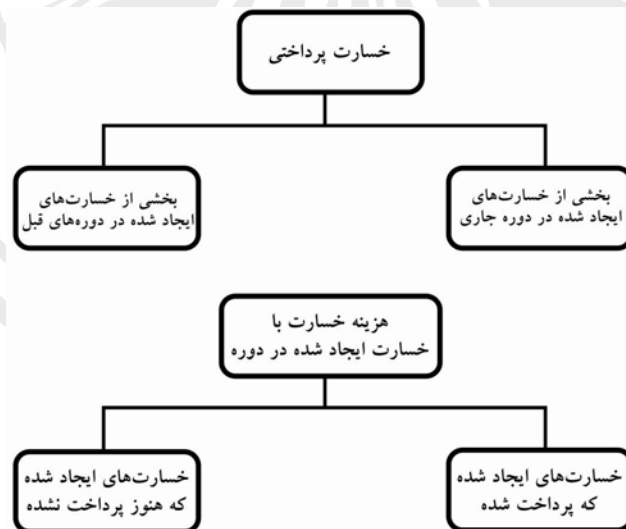 خسارت پرداختی
بخشی از خسارت‌های
ایجاد شده در دوره جاری
بخشی از خسارت‌های
ایجاد شده در دوره‌های قبل
هزینه خسارت با
خسارت ایجاد شده در دوره
خسارت‌های ایجاد شده
که پرداخت شده
خسارت‌های ایجاد شده
که هنوز پرداخت نشده